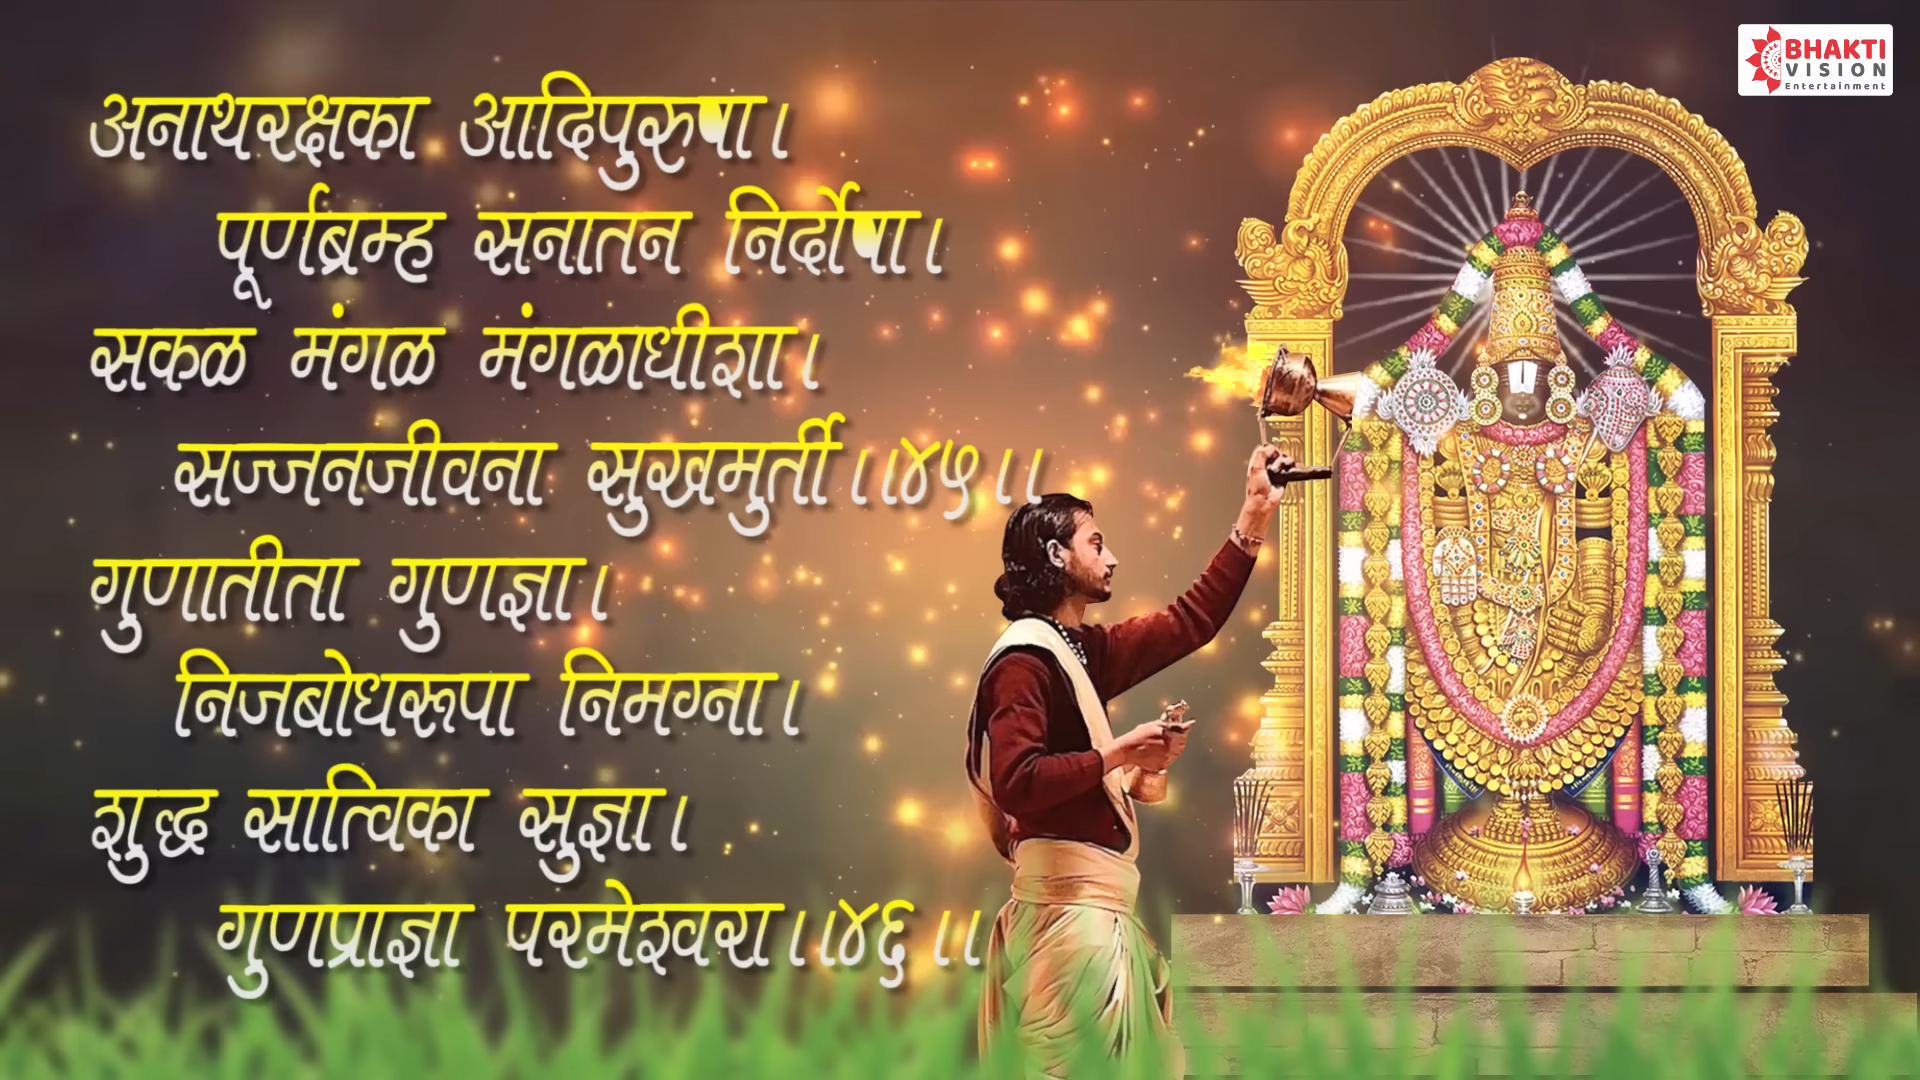 अनाथरक्षका आदिपुरुषा।
पूर्णब्रम्ह सनातन निर्दोषा।
सकळ मंगळ मंगळाधीशा।
सज्जनजीवना सुखमुर्ती।।४५।।
गुणातीता गुणज्ञा।
निजबोधरूपा निमग्ना।
शुद्ध सात्विका सुज्ञा।
गुणप्राज्ञा परमेश्वरा।।४६।।
BHAKTI
VISION
Entertainment